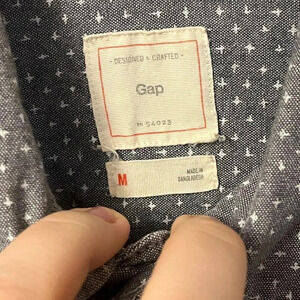 - DESIGNED & CRAFTED -
Gap
M
MADE IN
BANGLADESH